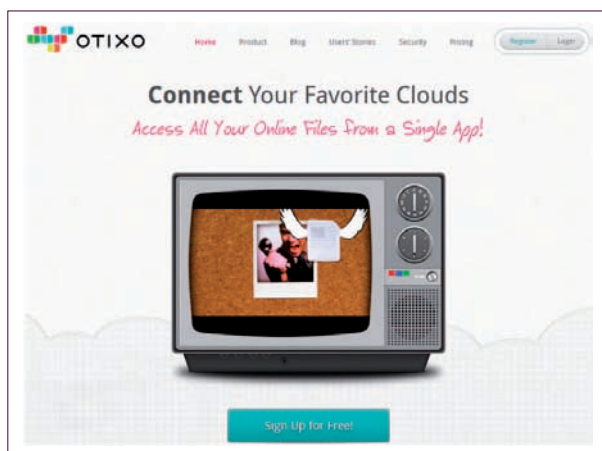 OTIXO
Home Product Blog Users' Stories Security Pricing Register Login
Connect Your Favorite Clouds
Access All Your Online Files from a Single App!
Sign Up for Free!